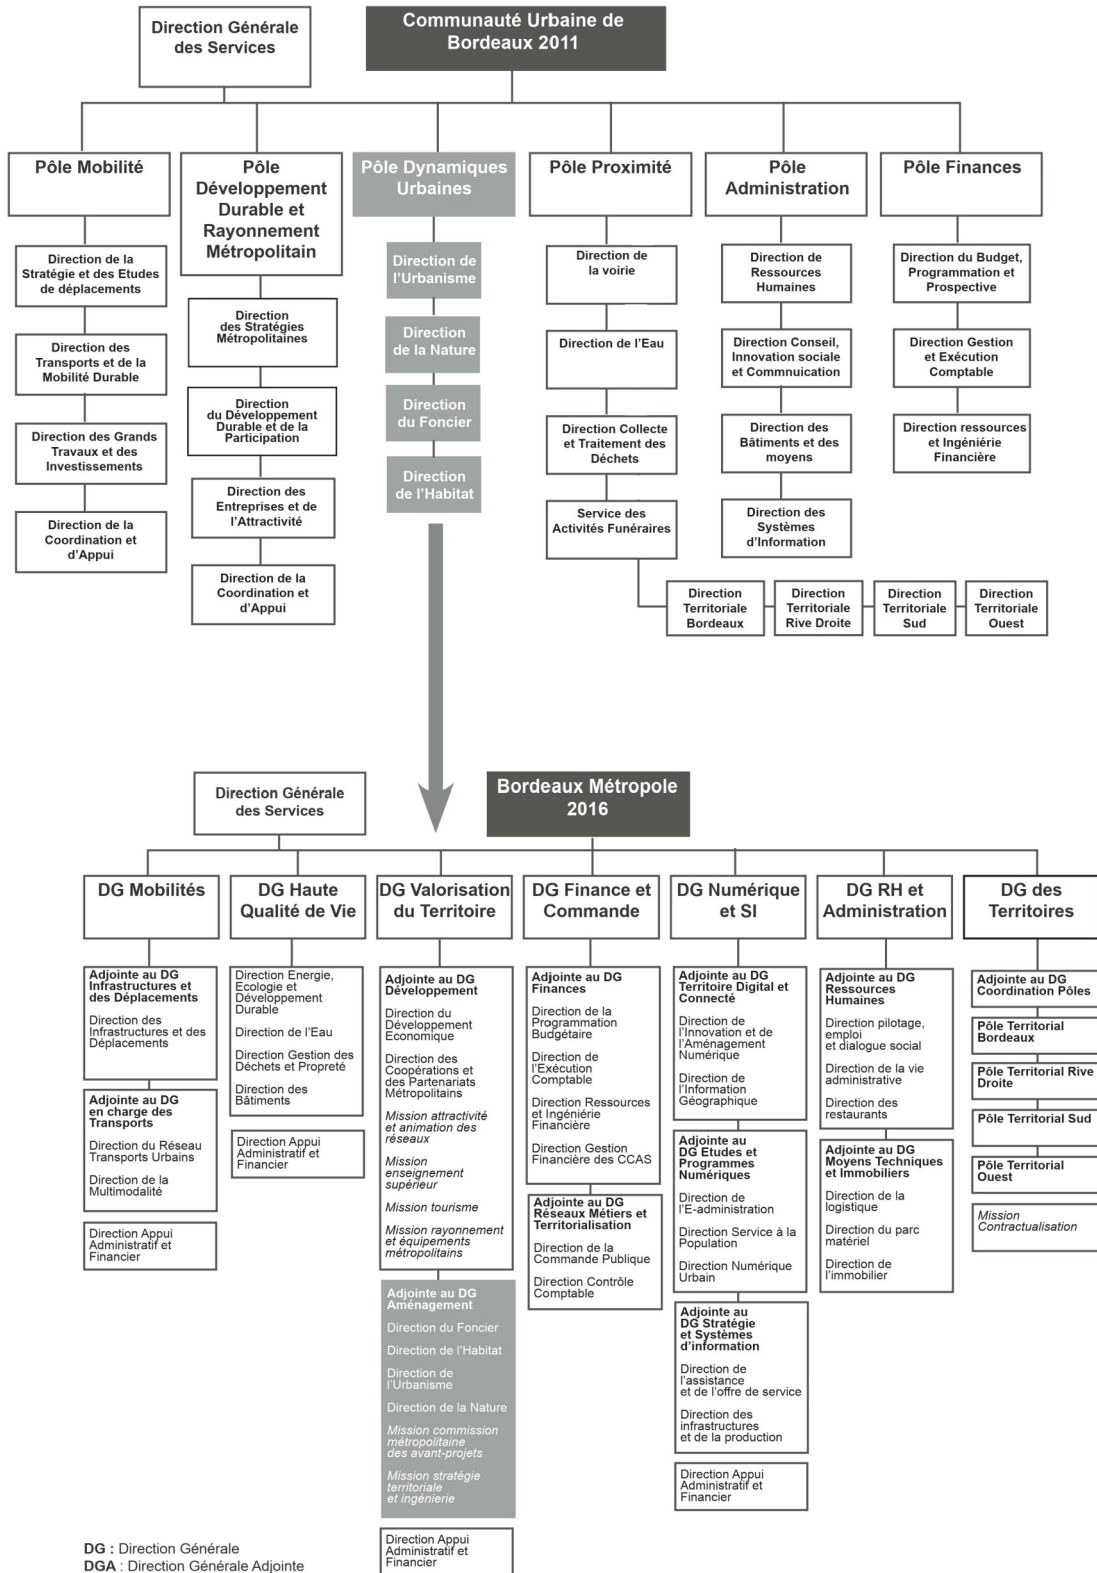 Direction Générale
des Services
Communauté Urbaine de
Bordeaux 2011
Pôle Mobilité
Direction de la
Stratégie et des Etudes
de déplacements
Direction des
Transports et de la
Mobilité Durable
Direction des Grands
Travaux et des
Investissements
Direction de la
Coordination et
d'Appui
Pôle
Développement
Durable et
Rayonnement
Métropolitain
Direction
des Stratégies
Métropolitaines
Direction
du Développement
Durable et de la
Participation
Direction des
Entreprises et de
l'Attractivité
Direction de la
Coordination et
d'Appui
Pôle Dynamiques
Urbaines
Direction de
l'Urbanisme
Direction
de la Nature
Direction
du Foncier
Direction
de l'Habitat
Pôle Proximité
Direction de
la voirie
Direction de l'Eau
Direction Collecte
et Traitement des
Déchets
Service des
Activités Funéraires
Direction
Territoriale
Bordeaux
Direction
Territoriale
Rive Droite
Direction
Territoriale
Sud
Direction
Territoriale
Ouest
Pôle
Administration
Direction de
Ressources
Humaines
Direction Conseil,
Innovation sociale
et Commnuication
Direction des
Bâtiments et des
moyens
Direction des
Systèmes
d'Information
Pôle Finances
Direction du Budget,
Programmation et
Prospective
Direction Gestion
et Exécution
Comptable
Direction ressources
et Ingéniérie
Financière
Direction Générale
des Services
Bordeaux Métropole
2016
DG Mobilités
Adjointe au DG
Infrastructures et
des Déplacements
Direction des
Infrastructures et des
Déplacements
Adjointe au DG
en charge des
Transports
Direction du Réseau
Transports Urbains
Direction de la
Multimodalité
Direction Appui
Administratif et
Financier
DG Haute
Qualité de Vie
Direction Energie,
Ecologie et
Développement
Durable
Direction de l'Eau
Direction Gestion des
Déchets et Propreté
Direction des
Bâtiments
Direction Appui
Administratif et
Financier
DG Valorisation
du Territoire
Adjointe au DG
Développement
Direction du
Développement
Economique
Direction des
Coopérations et
des Partenariats
Métropolitains
Mission attractivité
et animation des
réseaux
Mission
enseignement
supérieur
Mission tourisme
Mission rayonnement
et équipements
métropolitains
Adjointe au DG
Aménagement
Direction du Foncier
Direction de l'Habitat
Direction de
l'Urbanisme
Direction de la Nature
Mission commission
métropolitaine
des avant-projets
Mission stratégie
territoriale
et ingénierie
Direction Appui
Administratif et
Financier
DG Finance et
Commande
Adjointe au DG
Finances
Direction de la
Programmation
Budgétaire
Direction de
l'Exécution
Comptable
Direction Ressources
et Ingéniérie
Financière
Direction Gestion
Financière des CCAS
Adjointe au DG
Réseaux Métiers et
Territorialisation
Direction de la
Commande Publique
Direction Contrôle
Comptable
DG Numérique
et SI
Adjointe au DG
Territoire Digital et
Connecté
Direction de
l'Innovation et de
l'Aménagement
Numérique
Direction de
l'Information
Géographique
Adjointe au
DG Etudes et
Programmes
Numériques
Direction de
l'E-administration
Direction Service à la
Population
Direction Numérique
Urbain
Adjointe au
DG Stratégie
et Systèmes
d'information
Direction de
l'assistance
et de l'offre de service
Direction des
infrastructures
et de la production
Direction Appui
Administratif et
Financier
DG RH et
Administration
Adjointe au DG
Ressources
Humaines
Direction pilotage,
emploi
et dialogue social
Direction de la vie
administrative
Direction des
restaurants
Adjointe au DG
Moyens Techniques
et Immobiliers
Direction de la
logistique
Direction du parc
matériel
Direction de
l'immobilier
DG des
Territoires
Adjointe au DG
Coordination Pôles
Pôle Territorial
Bordeaux
Pôle Territorial Rive
Droite
Pôle Territorial Sud
Pôle Territorial
Ouest
Mission
Contractualisation
DG : Direction Générale
DGA : Direction Générale Adjointe